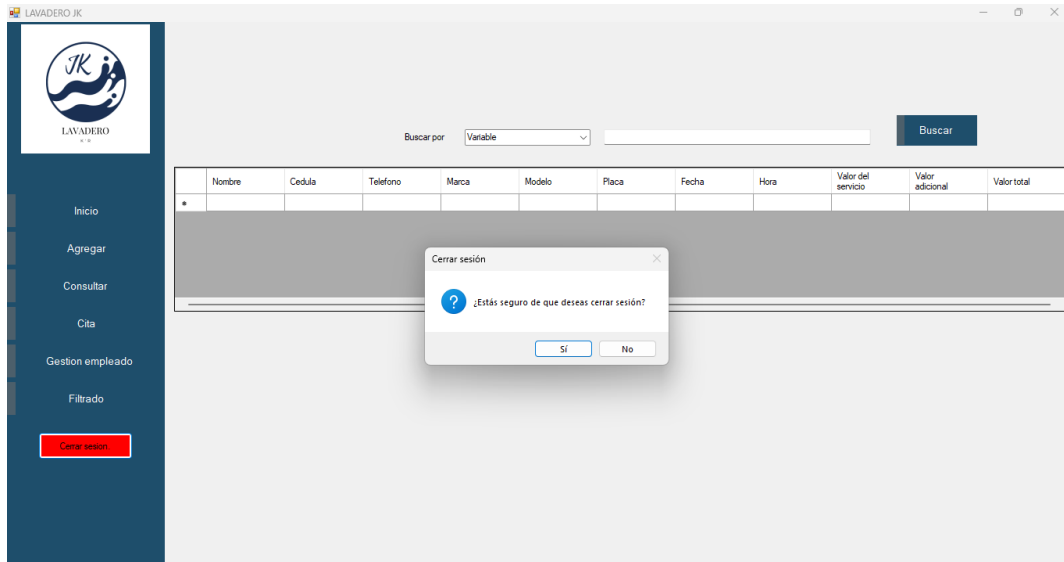 LAVADERO JK
JK
LAVADERO
Buscar por
Variable
Buscar
Nombre
Cedula
Telefono
Marca
Modelo
Placa
Fecha
Hora
Valor del
servicio
Valor
adicional
Valor total
Inicio
Agregar
Consultar
Cita
Gestion empleado
Filtrado
Cerrar sesion
Cerrar sesión
¿Estás seguro de que deseas cerrar sesión?
Sí
No